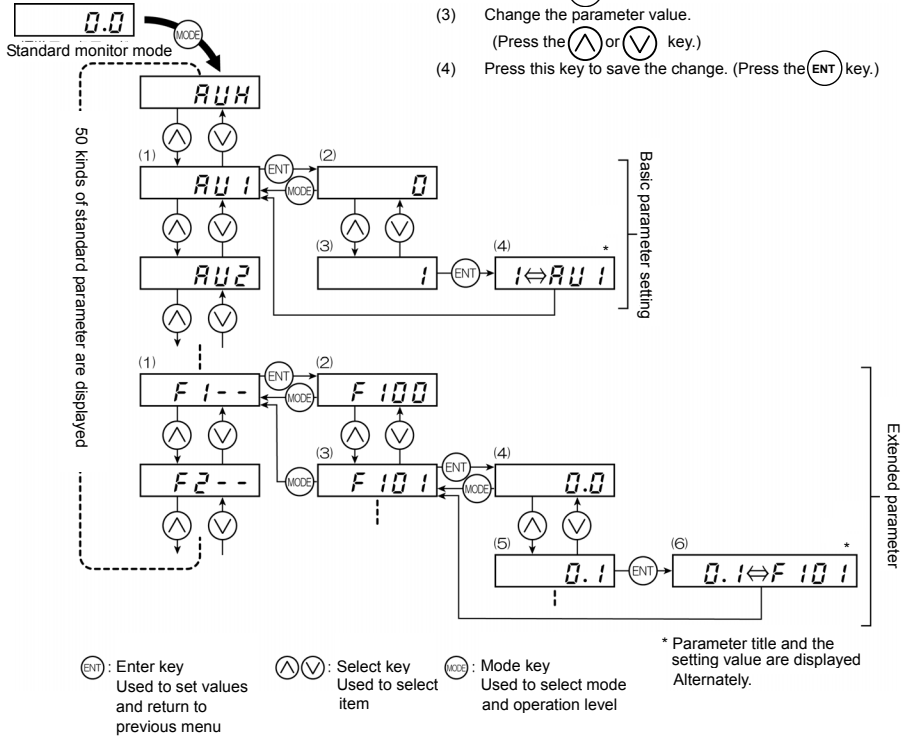 0.0
MODE
Standard monitor mode
(3) Change the parameter value.
(Press the or key.)
(4) Press this key to save the change. (Press the ENT key.)
AUH
50 kinds of standard parameter are displayed
(1)
AU1
ENT
MODE
(2)
0
(3)
1
ENT
(4)
*
1⇔AU1
Basic parameter setting
AU2
(1)
F1--
ENT
MODE
(2)
F100
F2--
MODE
(3)
F101
ENT
MODE
(4)
0.0
(5)
0.1
ENT
(6)
*
0.1⇔F101
Extended parameter
* Parameter title and the
setting value are displayed
Alternately.
ENT : Enter key
Used to set values
and return to
previous menu
: Select key
Used to select
item
MODE : Mode key
Used to select mode
and operation level